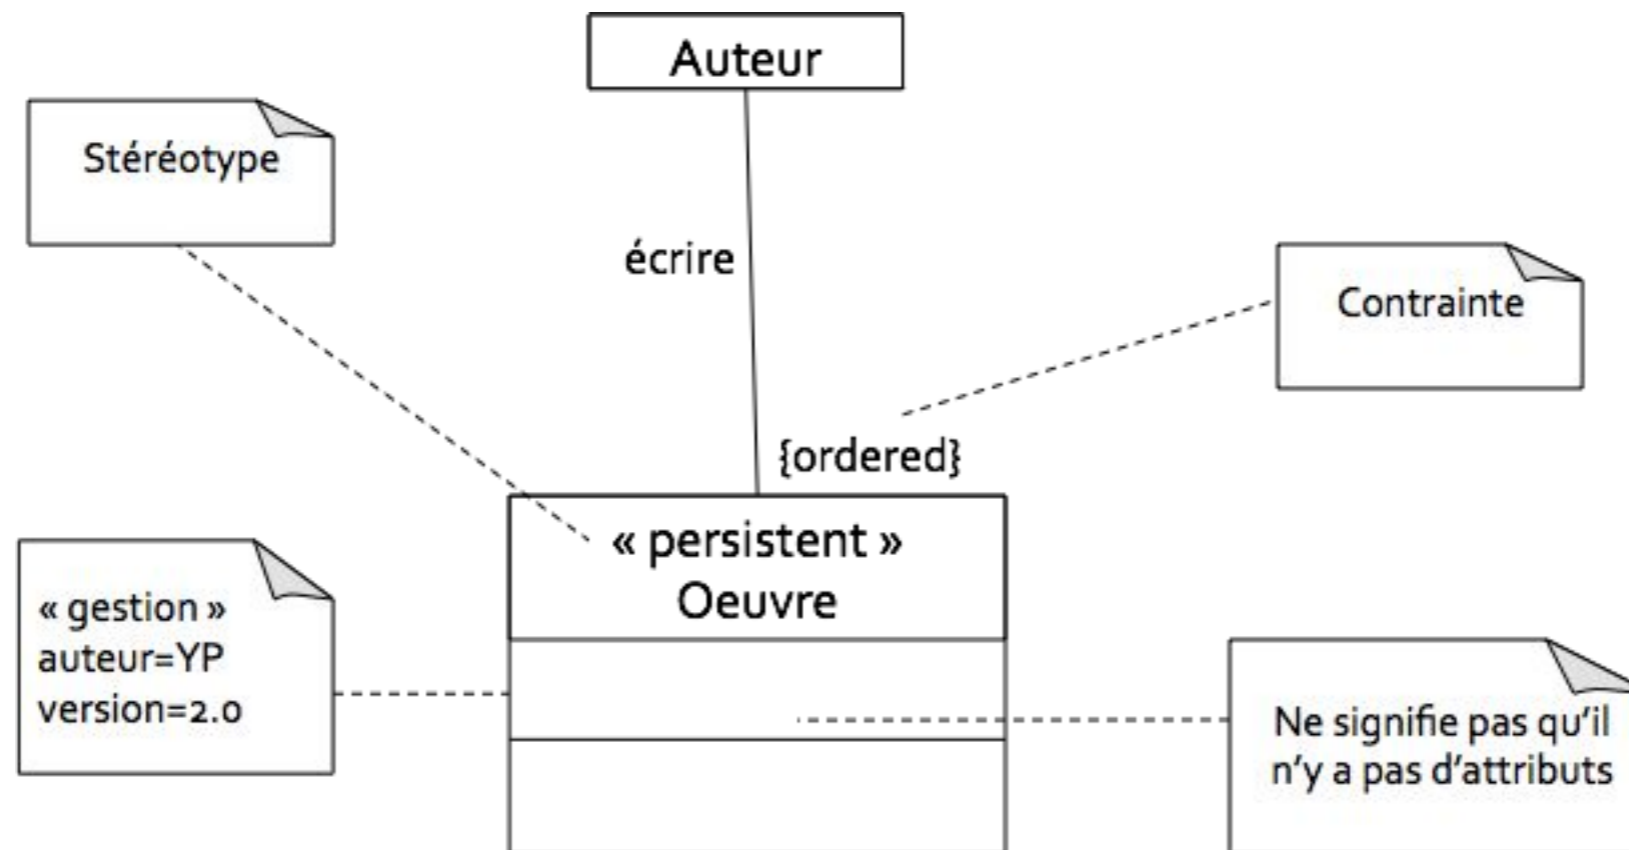 Auteur
Stéréotype
écrire
Contrainte
{ordered}
« persistent »
Oeuvre
« gestion »
auteur=YP
version=2.0
Ne signifie pas qu'il
n'y a pas d'attributs